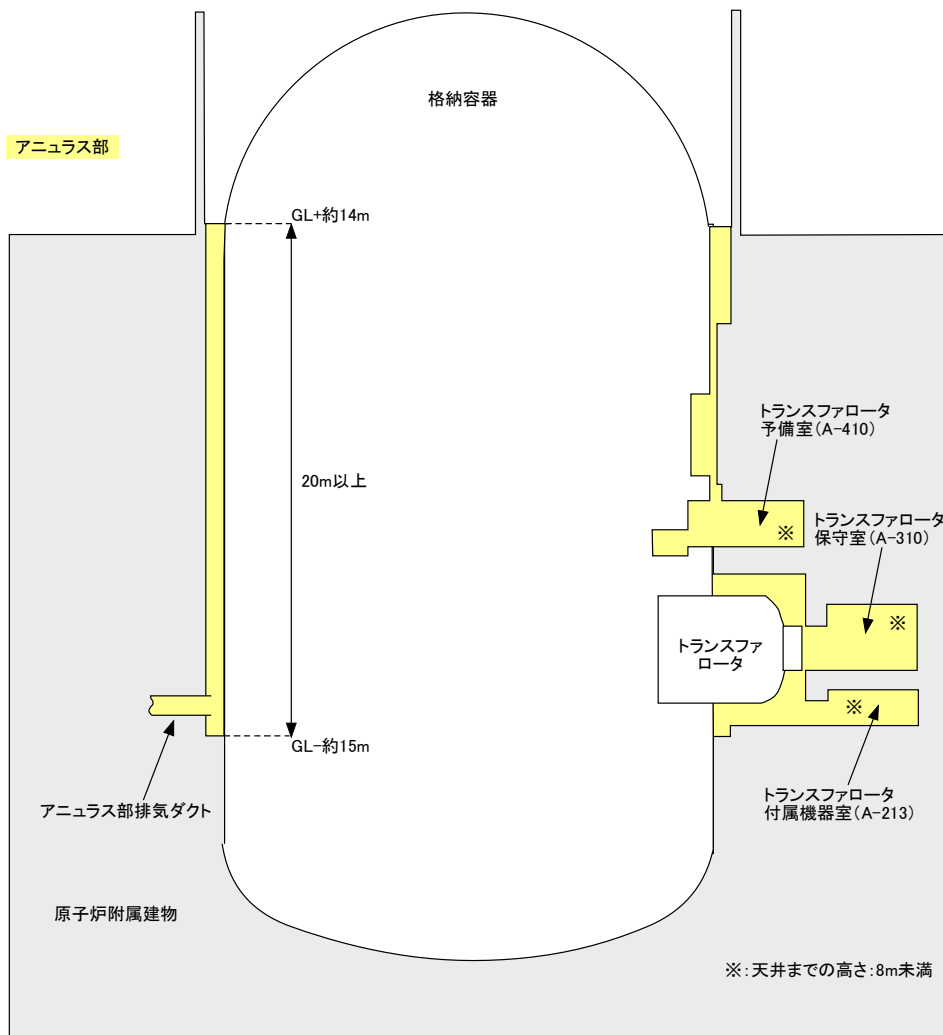 格納容器
アニュラス部
GL+約14m
トランスファロータ
予備室(A-410)
20m以上
※
トランスファロータ
保守室(A-310)
※
トランスファ
ロータ
※
GL-約15m
アニュラス部排気ダクト
トランスファロータ
付属機器室(A-213)
原子炉附属建物
※:天井までの高さ:8m未満